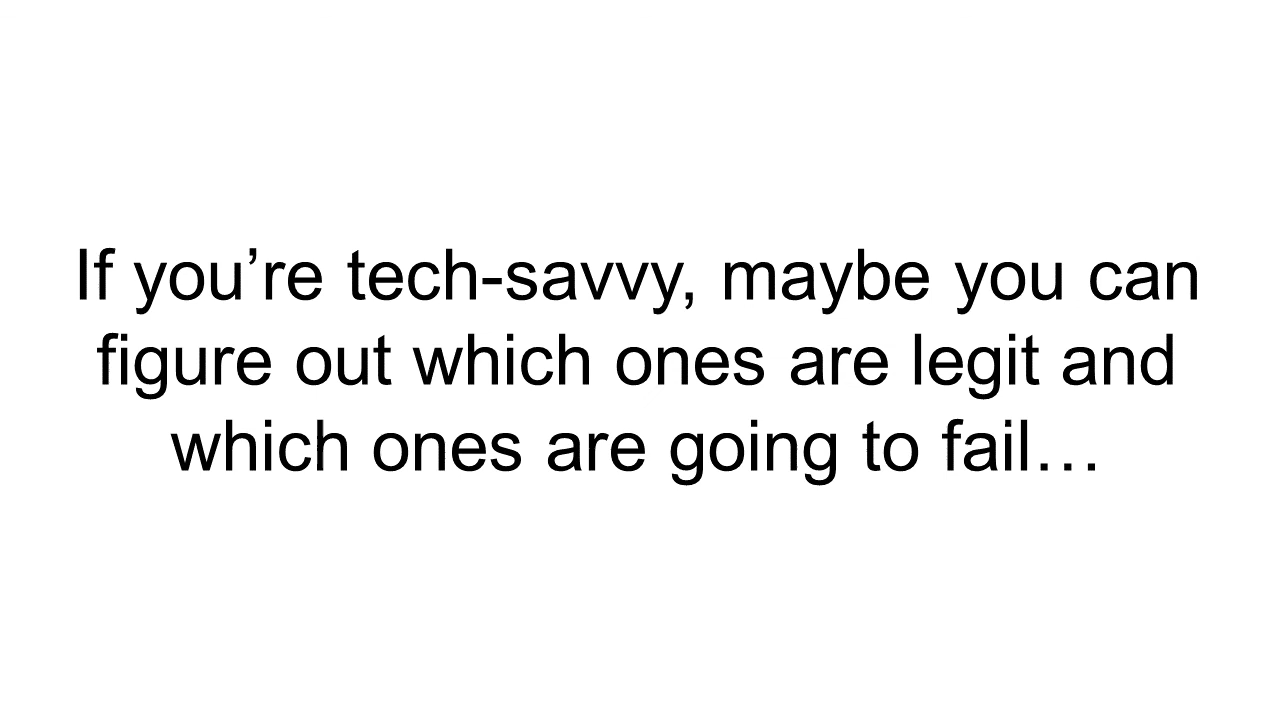 If you’re tech-savvy, maybe you can
figure out which ones are legit and
which ones are going to fail…